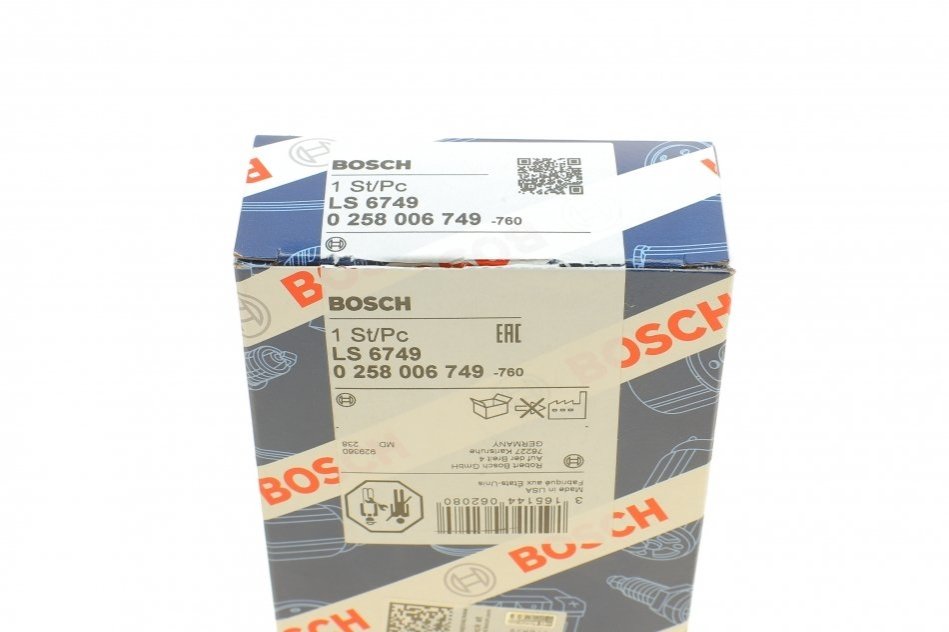 BOSCH
1 St/Pc
LS 6749
0 258 006 749 -760
BOSCH
BOSCH
1 St/Pc
EAC
LS 6749
0 258 006 749 -760
BOSCH
Robert Bosch GmbH
Auf der Breit 4
76227 Karlsruhe
GERMANY
MD: 238
Made in USA
Fabriqué aux États-Unis
3 165144 062080
BOSCH
BOSCH